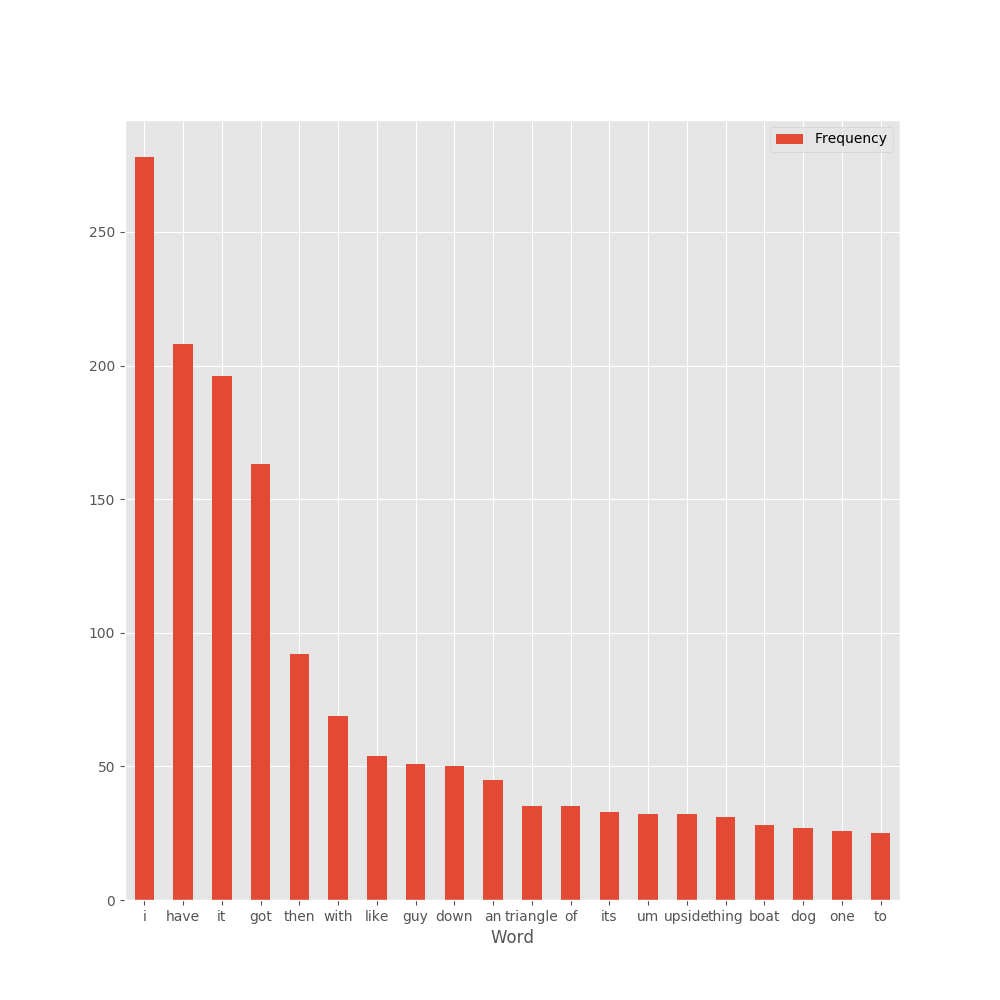 Frequency
250
200
150
100
50
0
i have it got then with like guy down an triangle of its um upside thing boat dog one to
Word